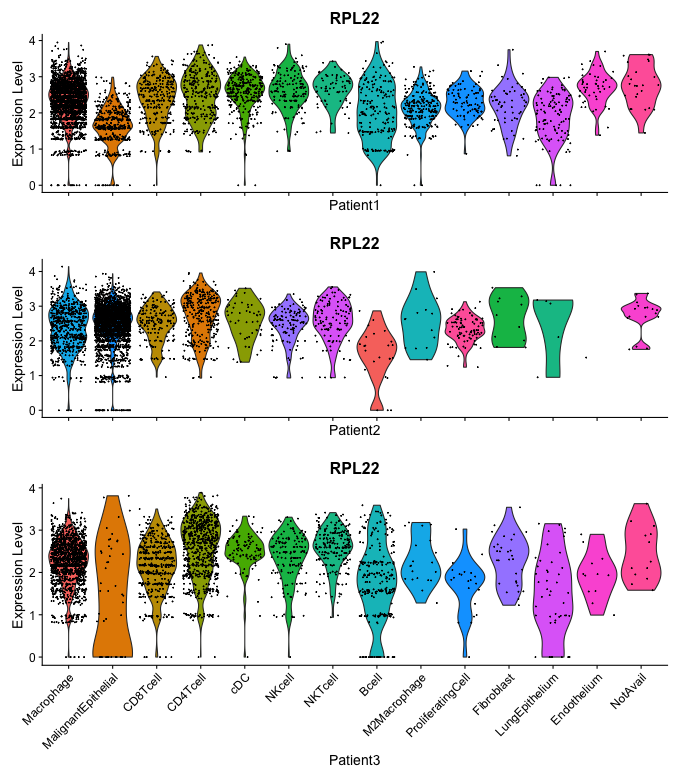 RPL22
Expression Level
4
3
2
1
0
Patient1
RPL22
Expression Level
4
3
2
1
0
Patient2
RPL22
Expression Level
4
3
2
1
0
Macrophage
MalignantEpithelial
CD8Tcell
CD4Tcell
cDC
NKcell
NKTcell
Bcell
M2Macrophage
ProliferatingCell
Fibroblast
LungEpithelium
Endothelium
NotAvail
Patient3